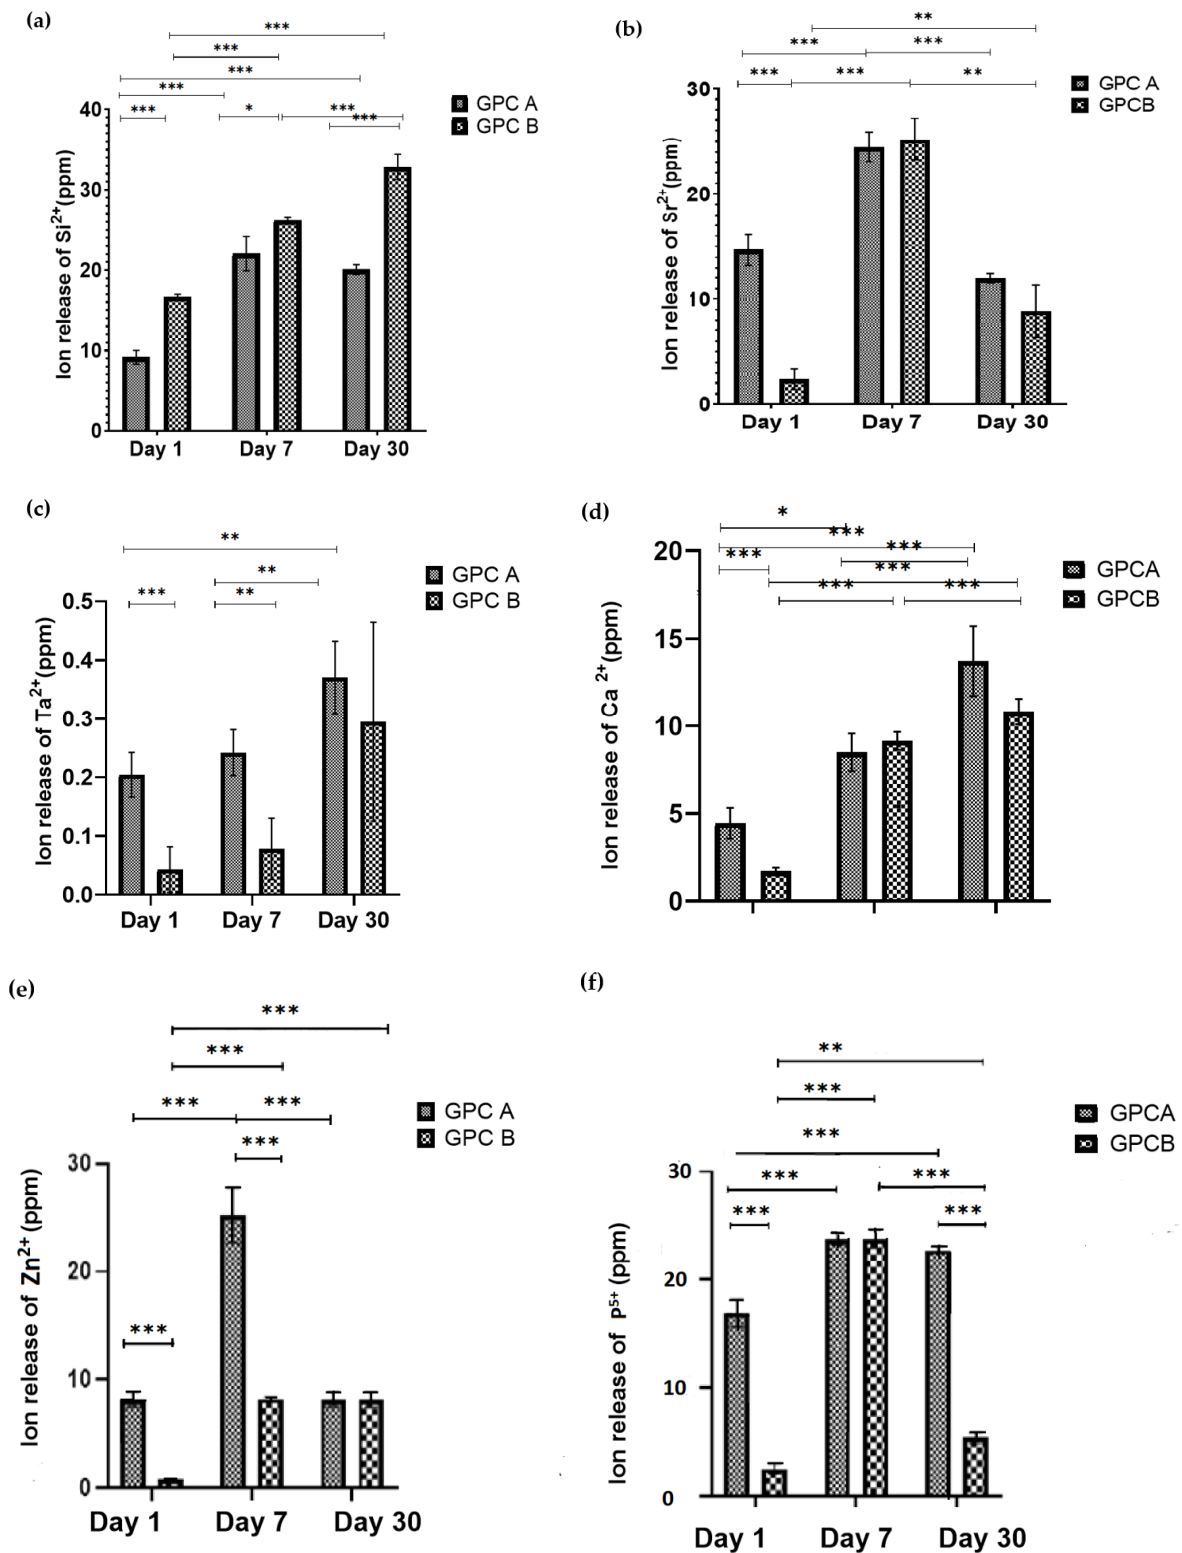 (a)
***
***
***
***
***
*
***
***
GPC A
GPC B
Ion release of Si2+(ppm)
40
30
20
10
0
Day 1 Day 7 Day 30
(b)
**
***
***
***
***
**
GPC A
GPCB
Ion release of Sr2+(ppm)
30
20
10
0
Day 1 Day 7 Day 30
(c)
**
**
***
**
GPC A
GPC B
Ion release of Ta2+(ppm)
0.5
0.4
0.3
0.2
0.1
0.0
Day 1 Day 7 Day 30
(d)
*
***
***
***
***
***
***
GPCA
GPCB
Ion release of Ca 2+(ppm)
20
15
10
5
0
(e)
***
***
***
***
***
***
GPC A
GPC B
Ion release of Zn2+ (ppm)
30
20
10
0
Day 1 Day 7 Day 30
(f)
**
***
***
***
***
***
***
GPCA
GPCB
Ion release of P5+ (ppm)
30
20
10
0
Day 1 Day 7 Day 30